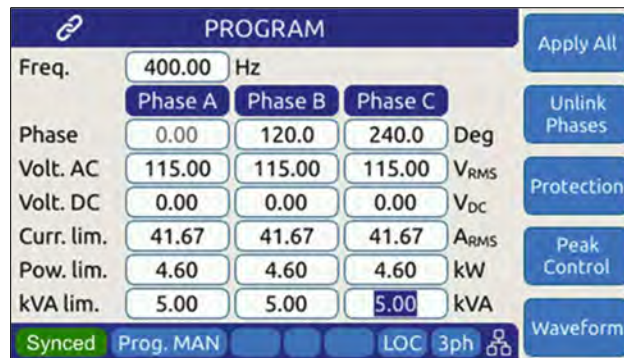 PROGRAM
Freq. 400.00 Hz
Phase A Phase B Phase C
Phase 0.00 120.0 240.0 Deg
Volt. AC 115.00 115.00 115.00 VRMS
Volt. DC 0.00 0.00 0.00 VDC
Curr. lim. 41.67 41.67 41.67 ARMS
Pow. lim. 4.60 4.60 4.60 kW
kVA lim. 5.00 5.00 5.00 kVA
Synced Prog. MAN LOC 3ph
Apply All
Unlink
Phases
Protection
Peak
Control
Waveform